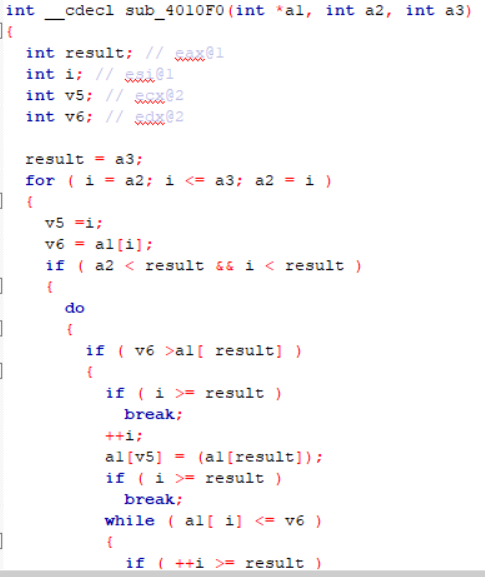 int __cdecl sub_4010F0(int *a1, int a2, int a3)
{
int result; // eax@1
int i; // esi@1
int v5; // ecx@2
int v6; // edx@2
result = a3;
for ( i = a2; i <= a3; a2 = i )
{
v5 =i;
v6 = a1[i];
if ( a2 < result && i < result )
{
do
{
if ( v6 >a1[ result] )
{
if ( i >= result )
break;
++i;
a1[v5] = (a1[result]);
if ( i >= result )
break;
while ( a1[ i] <= v6 )
{
if ( ++i >= result )